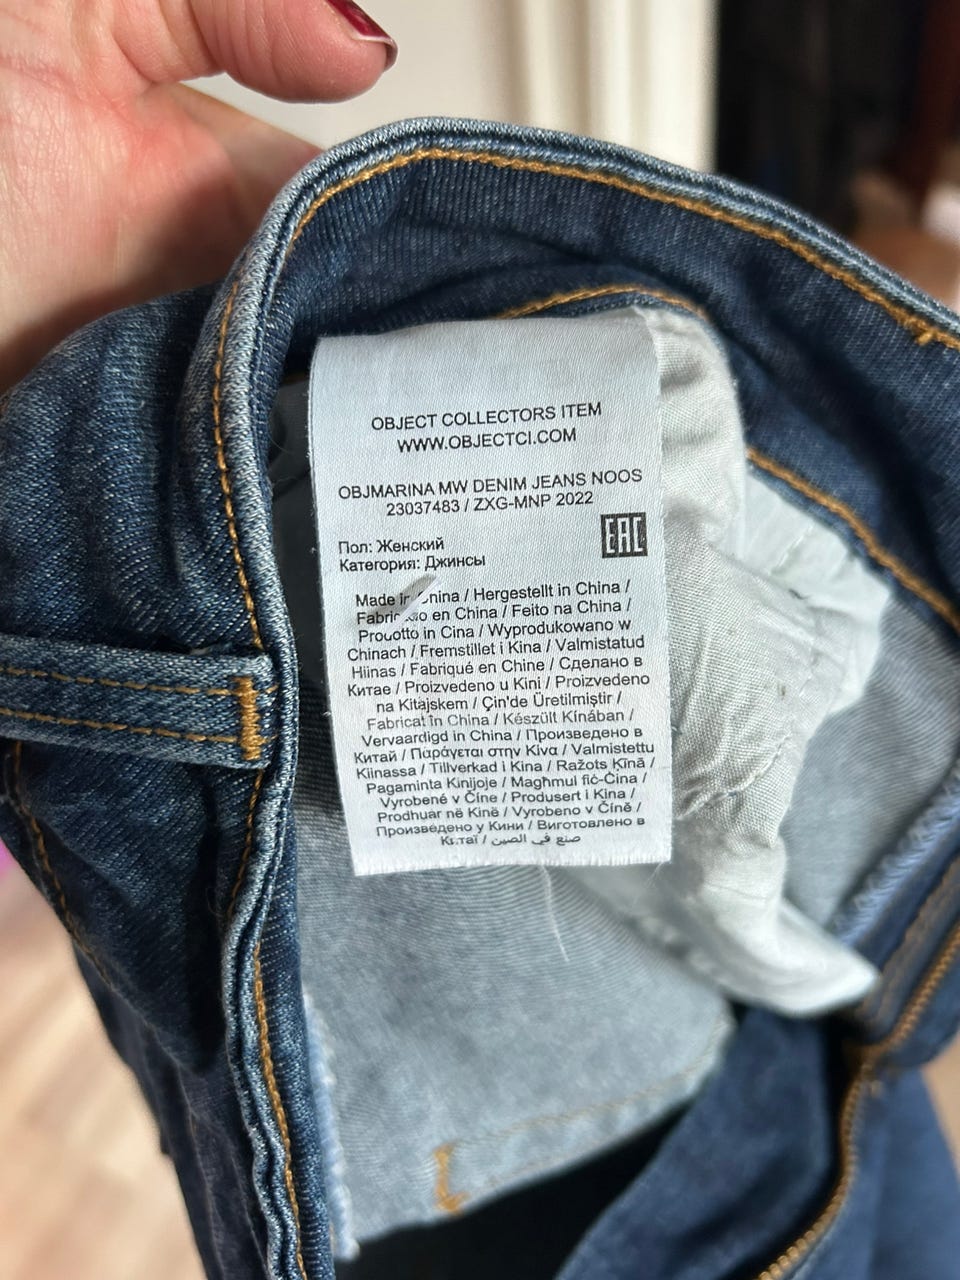 OBJECT COLLECTORS ITEM
WWW.OBJECTCI.COM
OBJMARINA MW DENIM JEANS NOOS
23037483 / ZXG-MNP 2022
EAC
Пол: Женский
Категория: Джинсы
Made in / Hergestellt in China /
en China / Feito na China /
Prodotto in Cina / Wyprodukowano w
Chinach / Fremstillet i Kina / Valmistatud
Hiinas / Fabriqué en Chine / Сделано в
Китае / Proizvedeno u Kini / Proizvedeno
na Kitajskem / Çin'de Üretilmiştir /
Fabricat în China / Készült Kínában /
Vervaardigd in China / Произведено в
Китай / Παράγεται στην Κίνα / Valmistettu
Kiinassa / Tillverkad i Kina / Ražots Ķīnā /
Pagaminta Kinijoje / Magħmul fiċ-Ċina /
Vyrobené v Číne / Produsert i Kina /
Prodhuar në Kinë / Vyrobeno v Číně /
Произведено у Кини / Виготовлено в
Китаї / صنع في الصين